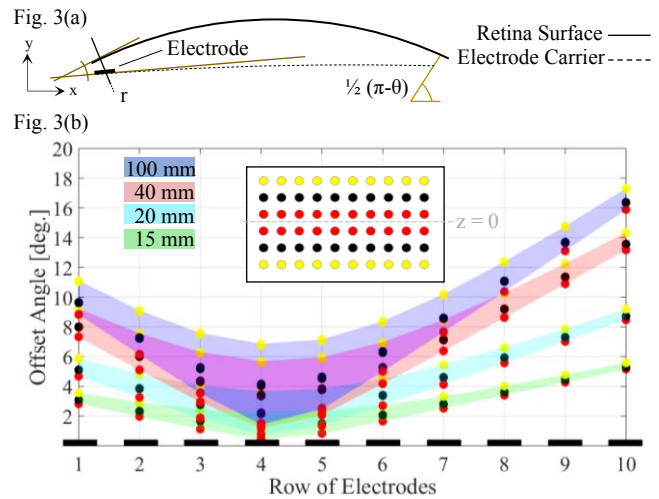 Fig. 3(a)
y
x
Electrode
r
½ (π-θ)
Retina Surface
Electrode Carrier
Fig. 3(b)
Offset Angle [deg.]
20
18
16
14
12
10
8
6
4
2
100 mm
40 mm
20 mm
15 mm
z = 0
1 2 3 4 5 6 7 8 9 10
Row of Electrodes